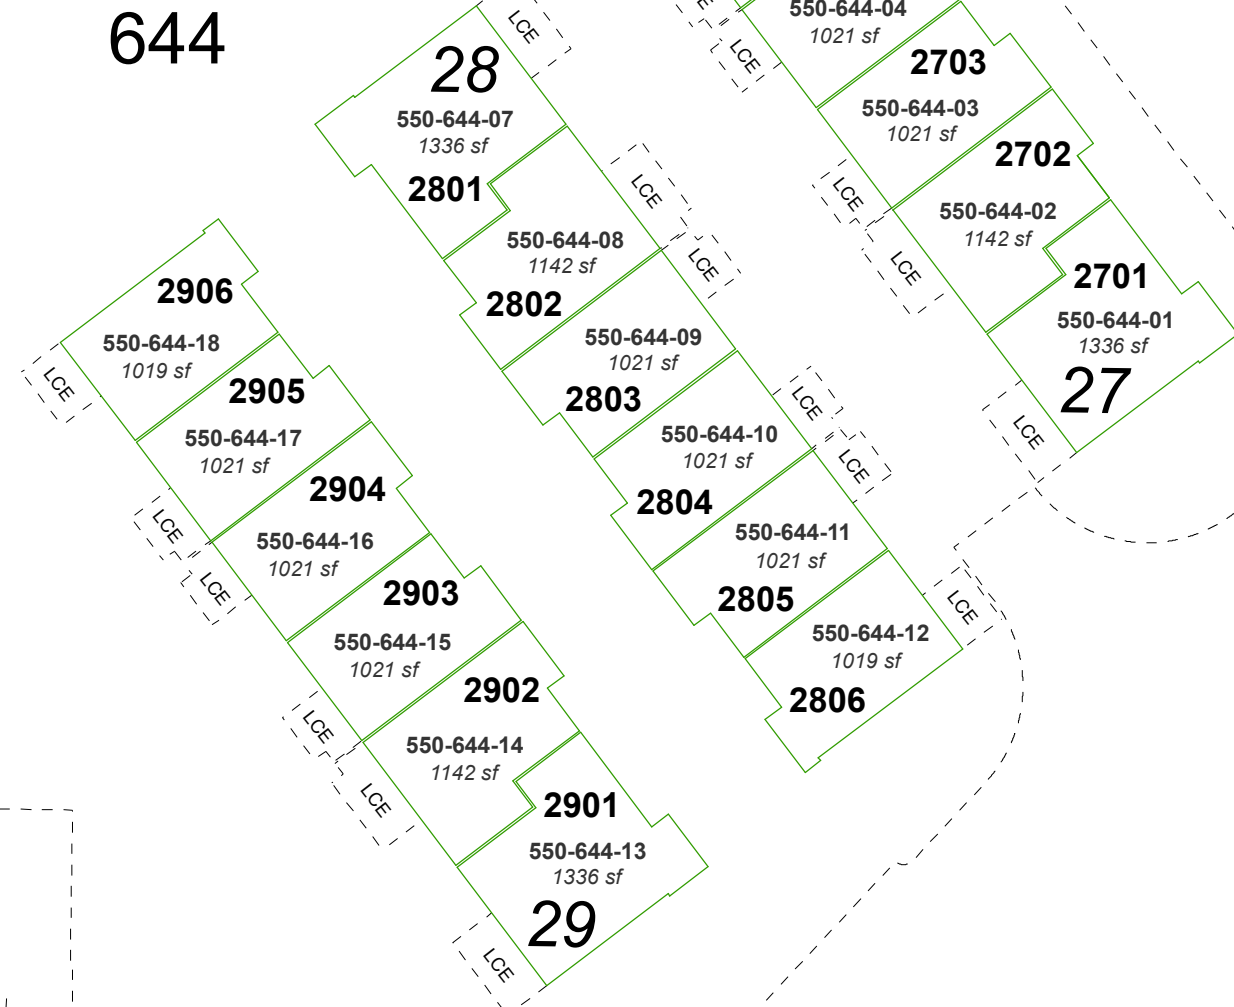 644
LCE
28
550-644-07
1336 sf
2801
LCE
550-644-08
1142 sf
2802
LCE
550-644-09
1021 sf
2803
LCE
550-644-10
1021 sf
2804
LCE
550-644-11
1021 sf
2805
LCE
550-644-12
1019 sf
2806
LCE
550-644-04
1021 sf
LCE
2703
550-644-03
1021 sf
LCE
2702
550-644-02
1142 sf
LCE
2701
550-644-01
1336 sf
27
LCE
2906
550-644-18
1019 sf
LCE
2905
550-644-17
1021 sf
LCE
2904
550-644-16
1021 sf
LCE
2903
550-644-15
1021 sf
LCE
2902
550-644-14
1142 sf
LCE
2901
550-644-13
1336 sf
29
LCE